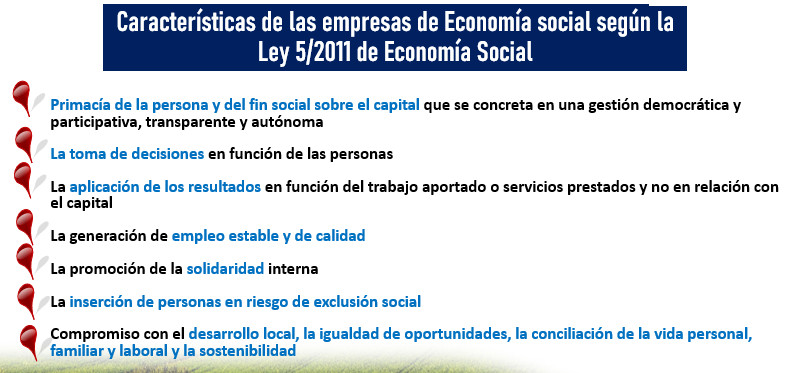 Características de las empresas de Economía social según la
Ley 5/2011 de Economía Social
Primacía de la persona y del fin social sobre el capital que se concreta en una gestión democrática y
participativa, transparente y autónoma
La toma de decisiones en función de las personas
La aplicación de los resultados en función del trabajo aportado o servicios prestados y no en relación con
el capital
La generación de empleo estable y de calidad
La promoción de la solidaridad interna
La inserción de personas en riesgo de exclusión social
Compromiso con el desarrollo local, la igualdad de oportunidades, la conciliación de la vida personal,
familiar y laboral y la sostenibilidad